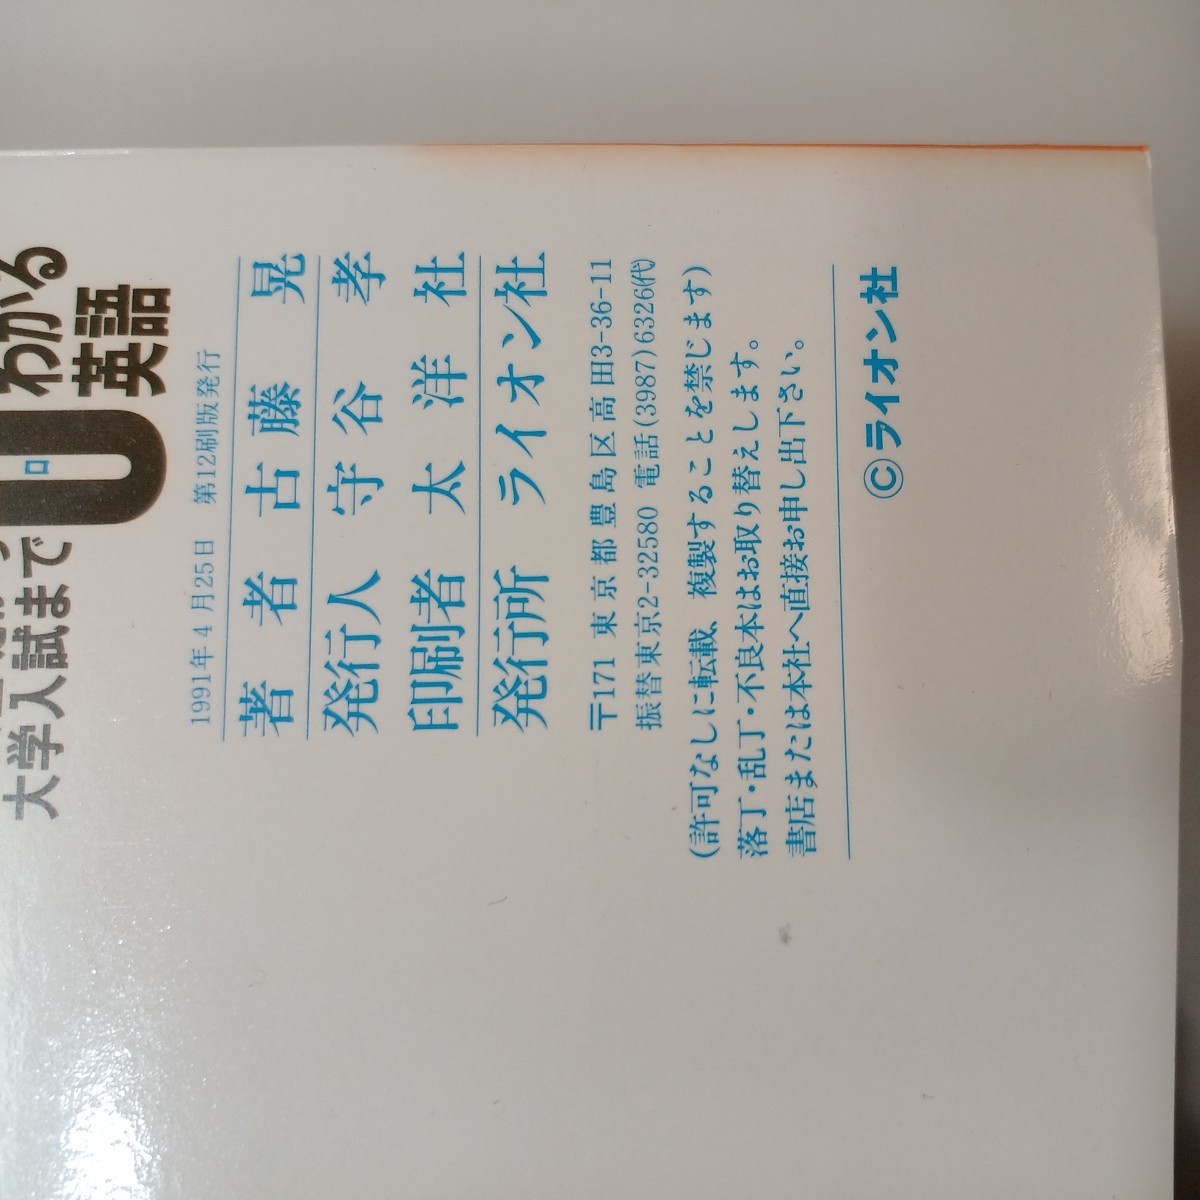 わかる
英語
大学入試まで
1991年4月25日 第12刷版発行
著者 古藤 晃
発行人 守谷 孝
印刷者 太洋社
発行所 ライオン社
〒171 東京都豊島区高田3-36-11
振替東京2-32580 電話(3987)6326(代)
(許可なしに転載、複製することを禁じます)
落丁・乱丁・不良本はお取り替えします。
書店または本社へ直接お申し出下さい。
©ライオン社